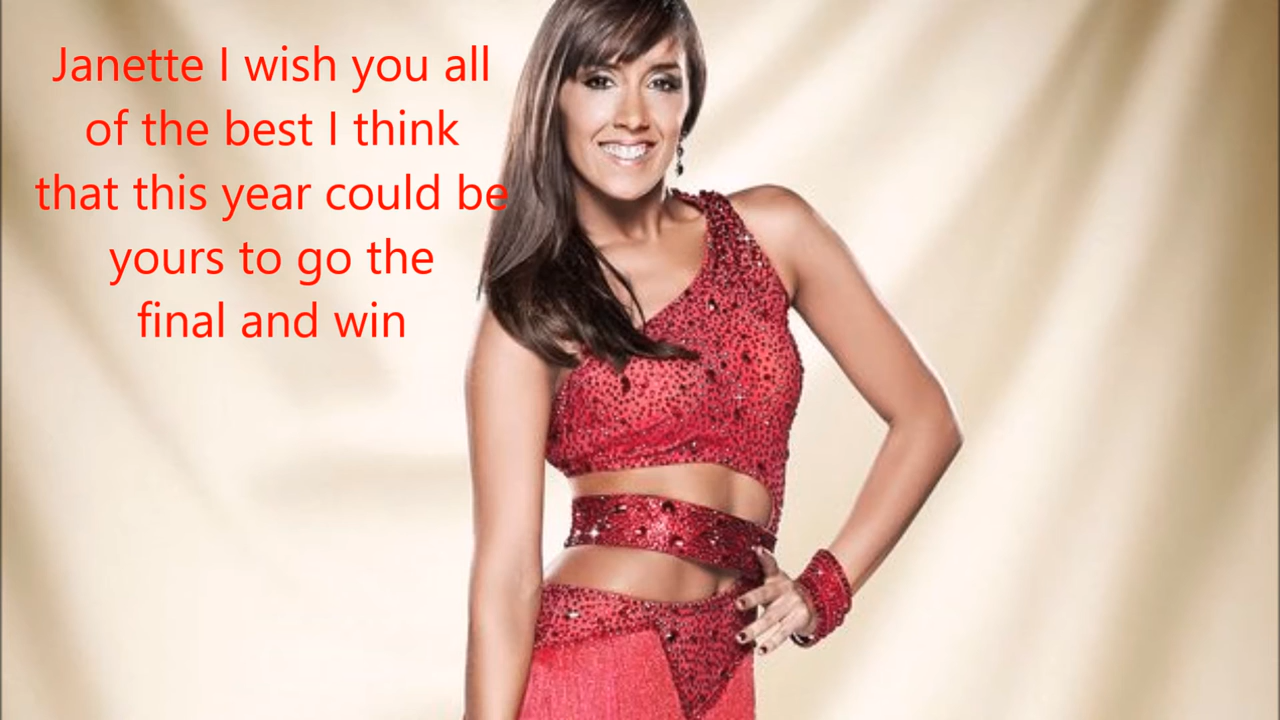 Janette I wish you all
of the best I think
that this year could be
yours to go the
final and win